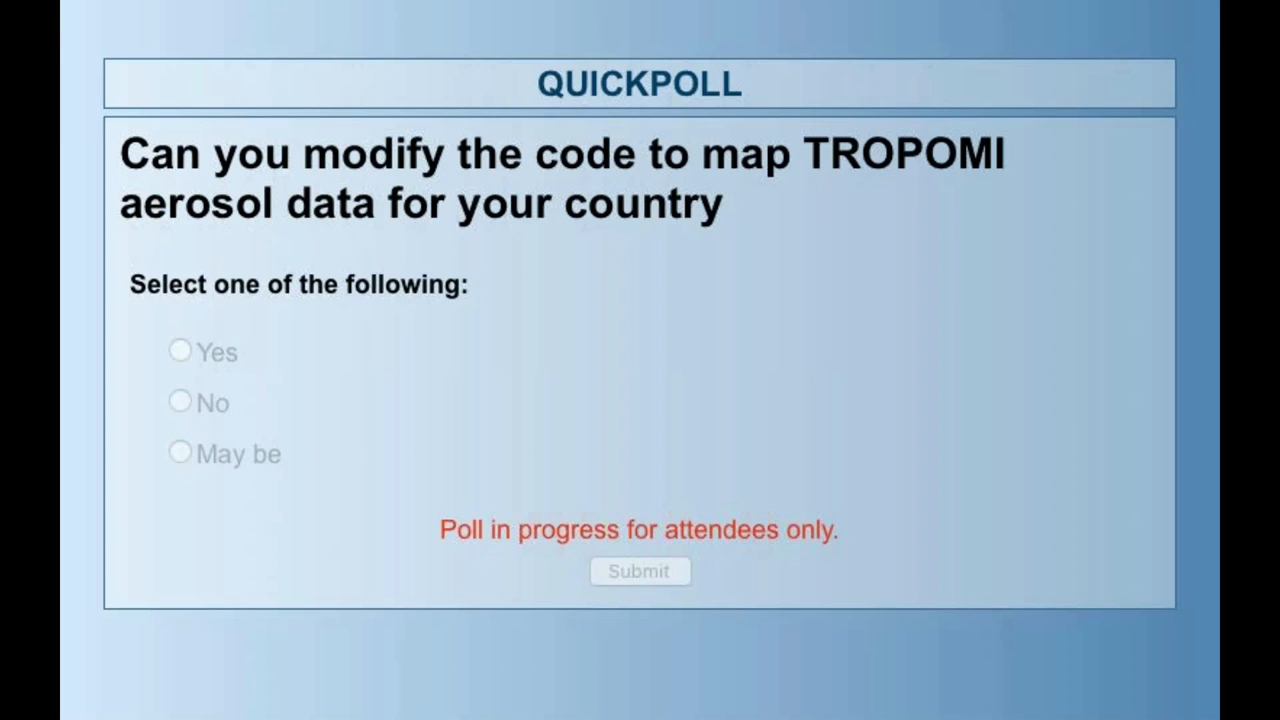 QUICKPOLL
Can you modify the code to map TROPOMI
aerosol data for your country
Select one of the following:
Yes
No
May be
Poll in progress for attendees only.
Submit